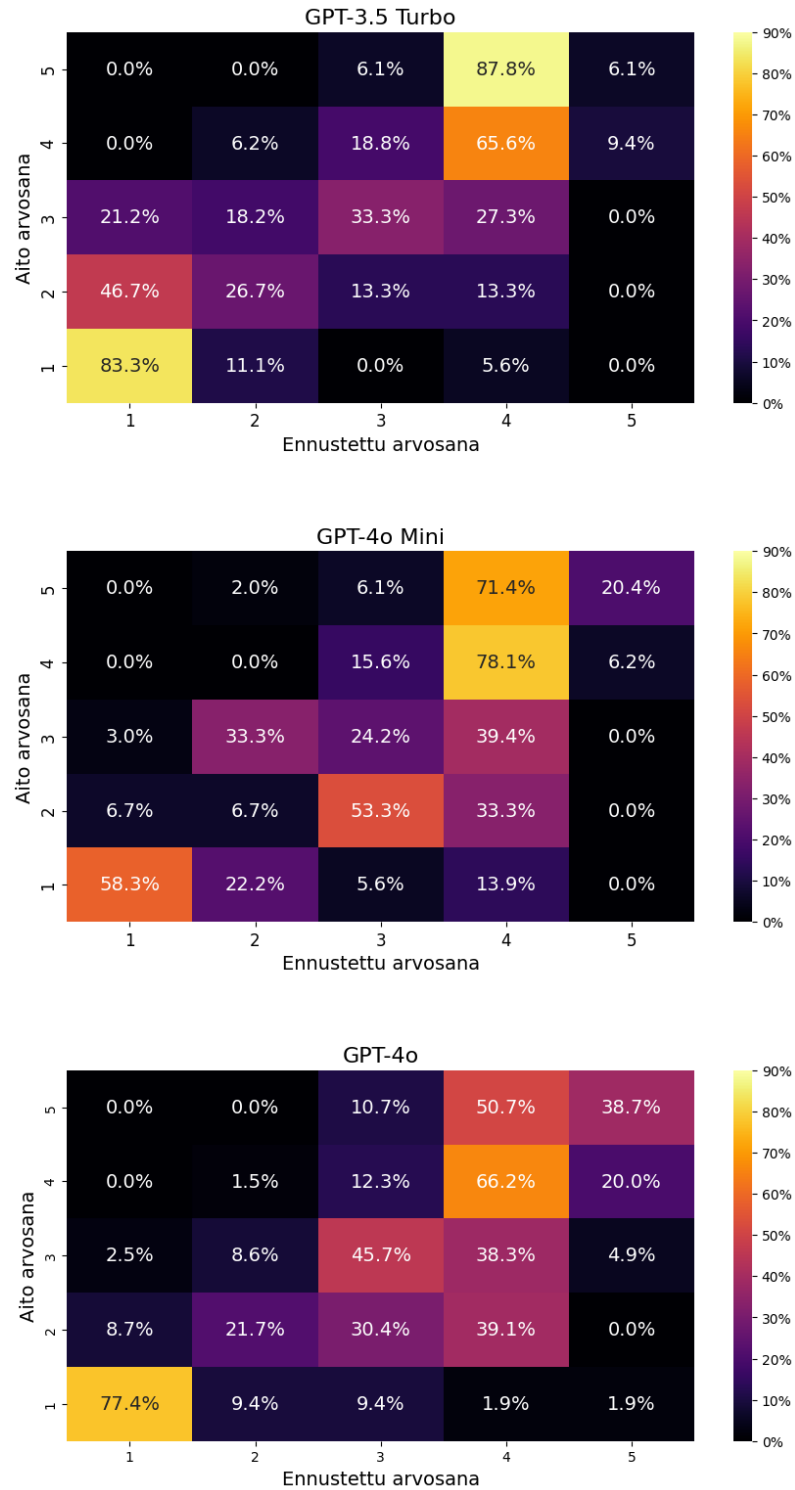 GPT-3.5 Turbo
90%
5 0.0% 0.0% 6.1% 87.8% 6.1%
80%
70%
4 0.0% 6.2% 18.8% 65.6% 9.4%
60%
Aito arvosana
50%
3 21.2% 18.2% 33.3% 27.3% 0.0%
40%
30%
2 46.7% 26.7% 13.3% 13.3% 0.0%
20%
1 83.3% 11.1% 0.0% 5.6% 0.0%
10%
0%
1 2 3 4 5
Ennustettu arvosana
GPT-4o Mini
90%
5 0.0% 2.0% 6.1% 71.4% 20.4%
80%
70%
4 0.0% 0.0% 15.6% 78.1% 6.2%
60%
Aito arvosana
50%
3 3.0% 33.3% 24.2% 39.4% 0.0%
40%
30%
2 6.7% 6.7% 53.3% 33.3% 0.0%
20%
1 58.3% 22.2% 5.6% 13.9% 0.0%
10%
0%
1 2 3 4 5
Ennustettu arvosana
GPT-4o
90%
5 0.0% 0.0% 10.7% 50.7% 38.7%
80%
70%
4 0.0% 1.5% 12.3% 66.2% 20.0%
60%
Aito arvosana
50%
3 2.5% 8.6% 45.7% 38.3% 4.9%
40%
30%
2 8.7% 21.7% 30.4% 39.1% 0.0%
20%
1 77.4% 9.4% 9.4% 1.9% 1.9%
10%
0%
1 2 3 4 5
Ennustettu arvosana